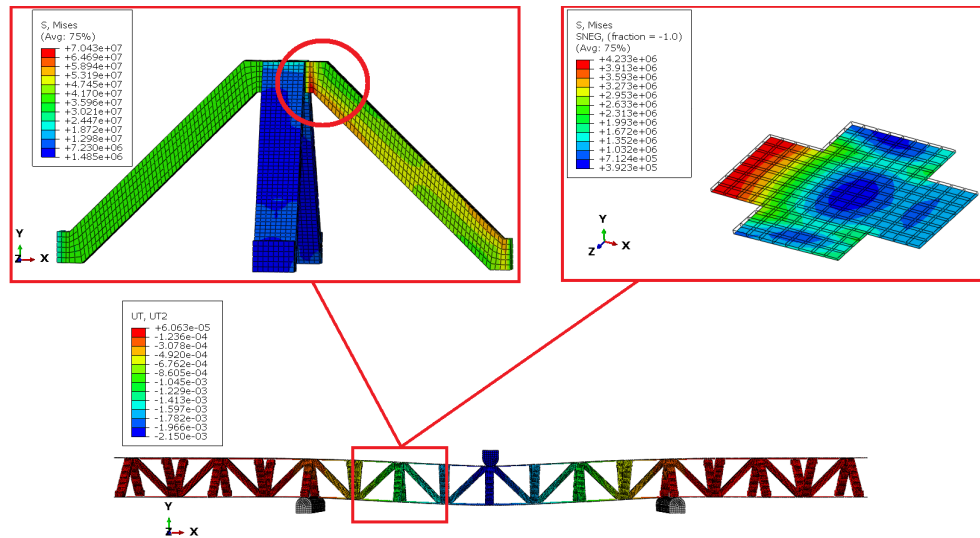 S, Mises
(Avg: 75%)
+7.043e+07
+6.469e+07
+5.894e+07
+5.319e+07
+4.745e+07
+4.170e+07
+3.596e+07
+3.021e+07
+2.447e+07
+1.872e+07
+1.298e+07
+7.230e+06
+1.485e+06
Y
Z X
S, Mises
SNEG, (fraction = -1.0)
(Avg: 75%)
+4.233e+06
+3.913e+06
+3.593e+06
+3.273e+06
+2.953e+06
+2.633e+06
+2.313e+06
+1.993e+06
+1.672e+06
+1.352e+06
+1.032e+06
+7.124e+05
+3.923e+05
Y
Z X
UT, UT2
+6.063e-05
-1.236e-04
-3.078e-04
-4.920e-04
-6.762e-04
-8.605e-04
-1.045e-03
-1.229e-03
-1.413e-03
-1.597e-03
-1.782e-03
-1.966e-03
-2.150e-03
Y
Z X